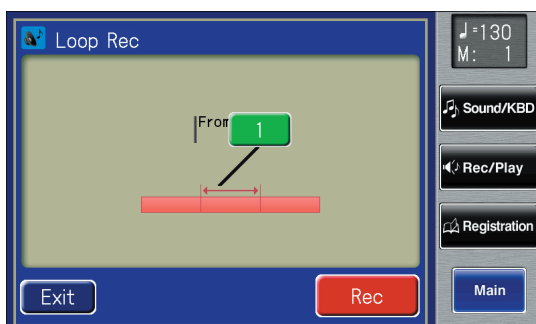 Loop Rec
From
1
Exit
Rec
♩=130
M: 1
Sound/KBD
Rec/Play
Registration
Main